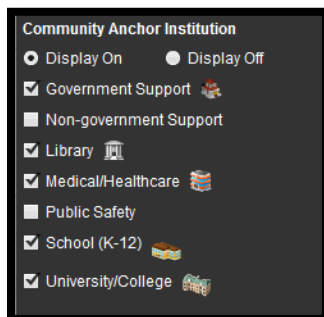 Community Anchor Institution
Display On Display Off
Government Support
Non-government Support
Library
Medical/Healthcare
Public Safety
School (K-12)
University/College